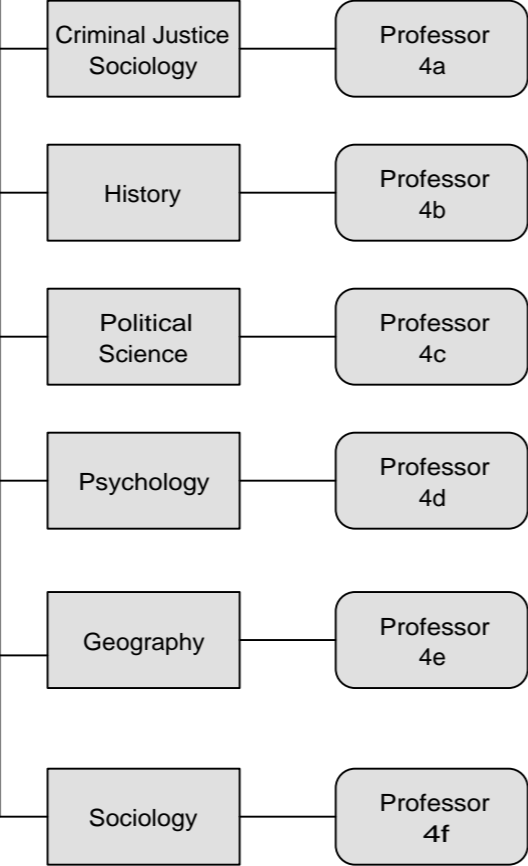 Criminal Justice
Sociology
Professor
4a
History
Professor
4b
Political
Science
Professor
4c
Psychology
Professor
4d
Geography
Professor
4e
Sociology
Professor
4f